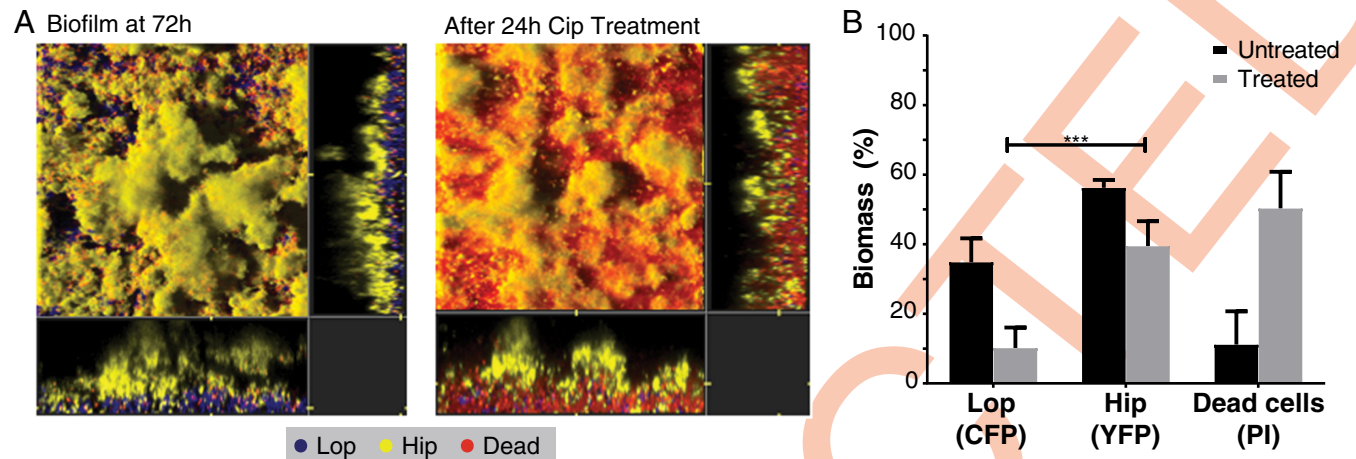 A Biofilm at 72h
After 24h Cip Treatment
Lop Hip Dead
B
Biomass (%)
100
80
60
40
20
0
Untreated
Treated
***
Lop
(CFP)
Hip
(YFP)
Dead cells
(PI)